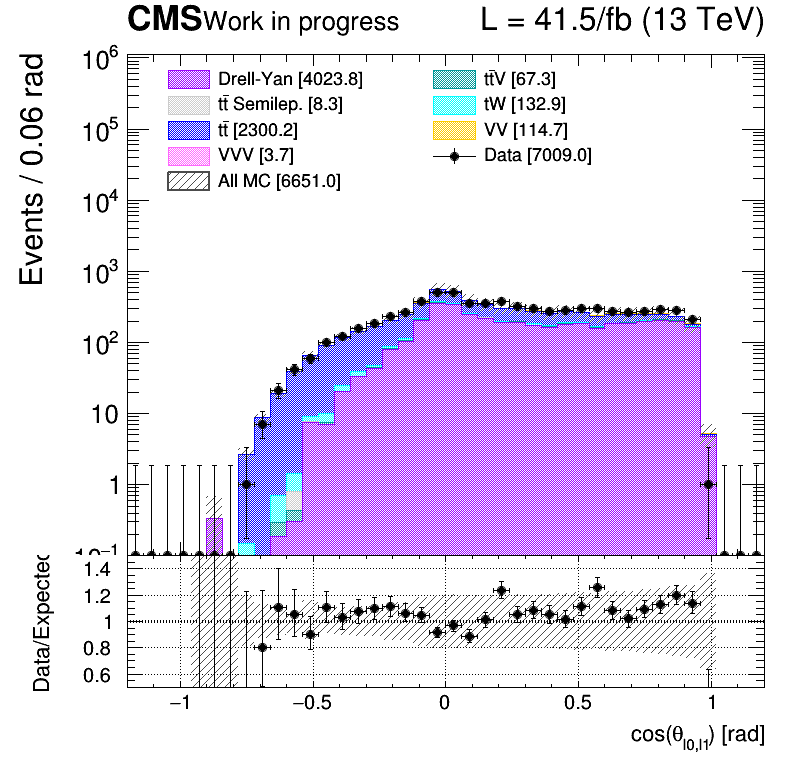 CMS Work in progress L = 41.5/fb (13 TeV)
Events / 0.06 rad
10⁶
10⁵
10⁴
10³
10²
10
1
10⁻¹
Drell-Yan [4023.8]
tt̄ Semilep. [8.3]
tt̄ [2300.2]
VVV [3.7]
All MC [6651.0]
tt̄V [67.3]
tW [132.9]
VV [114.7]
Data [7009.0]
Data/Expected
1.4
1.2
1
0.8
0.6
−1 −0.5 0 0.5 1
cos(θ_l0,l1) [rad]